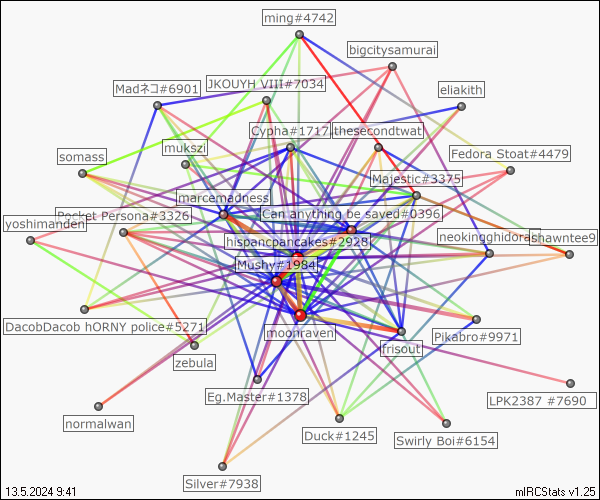 ming#4742
bigcitysamurai
Madネコ#6901
JKOUYH VIII#7034
eliakith
Cypha#1717
thesecondtwat
mukszi
somass
Fedora Stoat#4479
Majestic#3375
marcemadness
Pocket Persona#3326
Can anything be saved#0396
yoshimanden
hispancpancakes#2928
neokingghidorah
shawntee9
Mushy#1984
DacobDacob hORNY police#5271
moonraven
Pikabro#9971
frisout
zebula
Eg.Master#1378
LPK2387 #7690
normalwan
Duck#1245
Swirly Boi#6154
Silver#7938
13.5.2024 9:41
mIRCStats v1.25